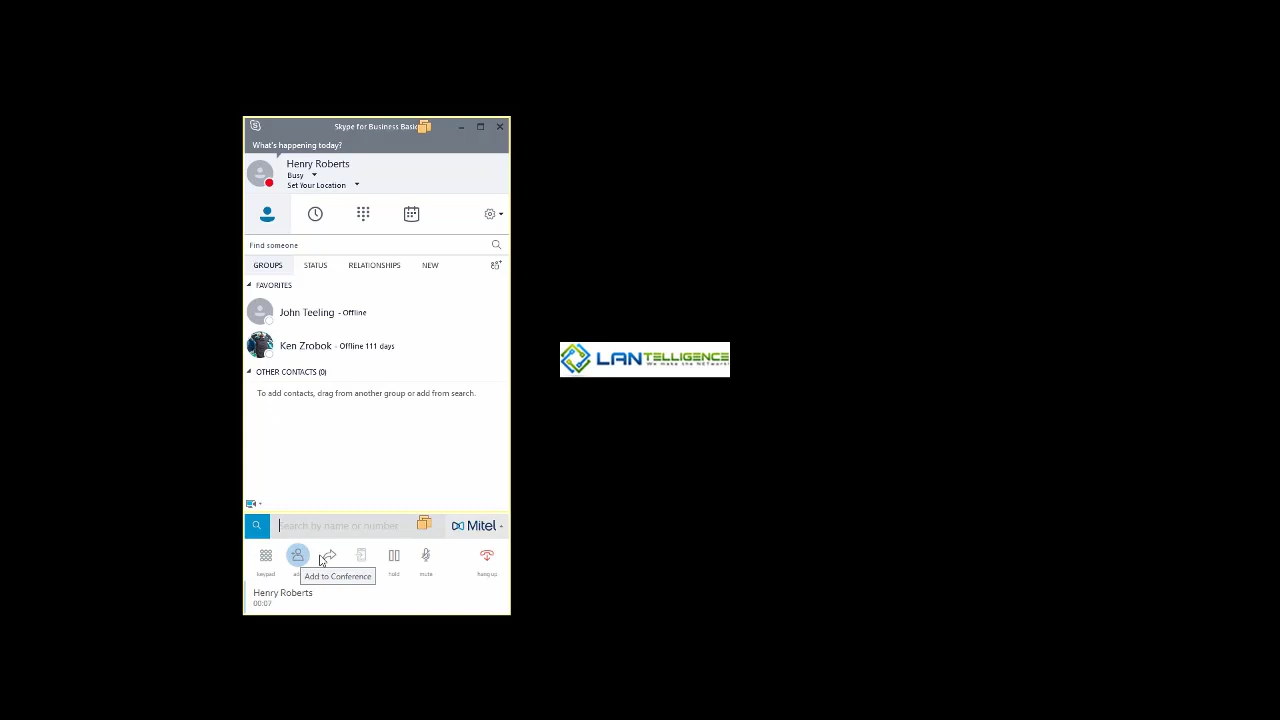 Skype for Business Basic
What's happening today?
Henry Roberts
Busy
Set Your Location
Find someone
GROUPS STATUS RELATIONSHIPS NEW
FAVORITES
John Teeling - Offline
Ken Zrobok - Offline 111 days
OTHER CONTACTS (0)
To add contacts, drag from another group or add from search.
Search by name or number
Mitel
keypad hold mute hang up
Add to Conference
Henry Roberts
00:07
LANTELLIGENCE
We make the NETwork!